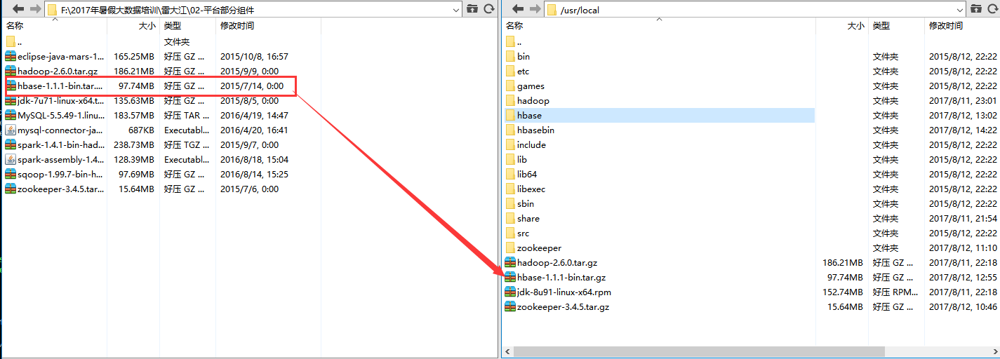 F:\2017年暑假大数据培训\雷大江\02-平台部分组件
名称 大小 类型 修改时间
.. 文件夹
eclipse-java-mars-1... 165.25MB 好压 GZ ... 2015/10/8, 16:57
hadoop-2.6.0.tar.gz 186.21MB 好压 GZ ... 2015/9/9, 0:00
hbase-1.1.1-bin.tar.... 97.74MB 好压 GZ ... 2015/7/14, 0:00
jdk-7u71-linux-x64.t... 135.63MB 好压 GZ ... 2015/8/5, 0:00
MySQL-5.5.49-1.linu... 183.57MB 好压 TAR ... 2016/4/19, 14:47
mysql-connector-ja... 687KB Executabl... 2016/4/20, 16:41
spark-1.4.1-bin-had... 238.73MB 好压 TGZ ... 2015/9/7, 0:00
spark-assembly-1.4... 128.39MB Executabl... 2016/8/18, 15:04
sqoop-1.99.7-bin-h... 97.69MB 好压 GZ ... 2016/8/14, 15:25
zookeeper-3.4.5.tar... 15.64MB 好压 GZ ... 2015/7/6, 0:00
/usr/local
名称 大小 类型 修改时间
..
bin 文件夹 2015/8/12, 22:22
etc 文件夹 2015/8/12, 22:22
games 文件夹 2015/8/12, 22:22
hadoop 文件夹 2017/8/11, 23:01
hbase 文件夹 2017/8/12, 13:02
hbasebin 文件夹 2017/8/12, 14:22
include 文件夹 2015/8/12, 22:22
lib 文件夹 2015/8/12, 22:22
lib64 文件夹 2015/8/12, 22:22
libexec 文件夹 2015/8/12, 22:22
sbin 文件夹 2015/8/12, 22:22
share 文件夹 2017/8/11, 21:54
src 文件夹 2015/8/12, 22:22
zookeeper 文件夹 2017/8/12, 11:10
hadoop-2.6.0.tar.gz 186.21MB 好压 GZ ... 2017/8/11, 22:18
hbase-1.1.1-bin.tar.gz 97.74MB 好压 GZ ... 2017/8/12, 12:55
jdk-8u91-linux-x64.rpm 152.74MB 好压 RPM... 2017/8/11, 22:18
zookeeper-3.4.5.tar.gz 15.64MB 好压 GZ ... 2017/8/12, 10:46